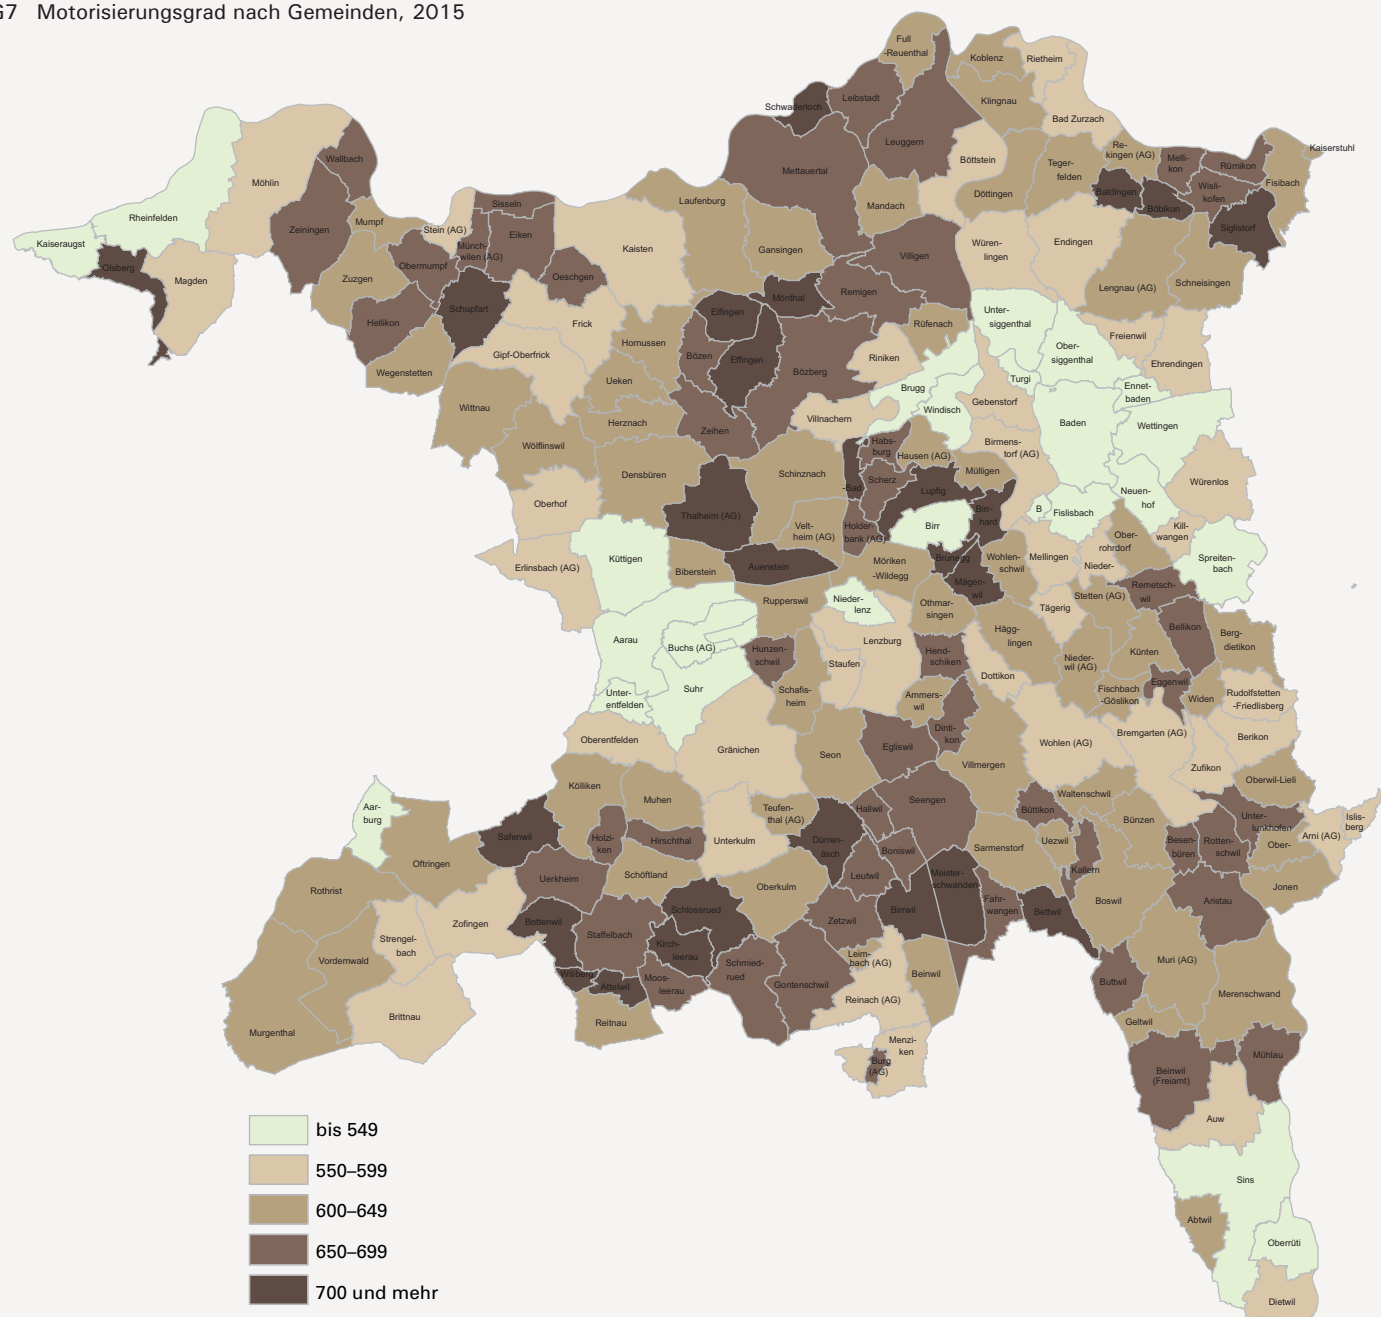 G7 Motorisierungsgrad nach Gemeinden, 2015
Full
-Reuenthal
Koblenz
Rietheim
Schwaderloch
Leibstadt
Klingnau
Bad Zurzach
Leuggern
Wallbach
Möhlin
Mettauertal
Böttstein
Teger-
felden
Re-
kingen (AG)
Melli-
kon
Rümikon
Kaiserstuhl
Fisibach
Wisli-
kofen
Baldingen
Böbikon
Siglistorf
Döttingen
Mandach
Laufenburg
Sisseln
Mumpf
Stein (AG)
Rheinfelden
Zeiningen
Eiken
Münch-
wilen (AG)
Kaiseraugst
Kaisten
Gansingen
Villigen
Würen-
lingen
Endingen
Olsberg
Magden
Zuzgen
Obermumpf
Oeschgen
Schneisingen
Lengnau (AG)
Schupfart
Mönthal
Remigen
Elfingen
Unter-
siggenthal
Hellikon
Frick
Rüfenach
Freienwil
Hornussen
Ober-
siggenthal
Gipf-Oberfrick
Bözen
Effingen
Riniken
Ehrendingen
Wegenstetten
Bözberg
Ueken
Turgi
Brugg
Ennet-
baden
Wittnau
Gebenstorf
Windisch
Villnachern
Herznach
Baden
Wettingen
Zeihen
Wölflinswil
Habs-
burg
Hausen (AG)
Birmens-
torf (AG)
Densbüren
Schinznach
-Bad
Scherz
Mülligen
Würenlos
Lupfig
Neuen-
hof
Oberhof
Thalheim (AG)
Birr-
hard
B
Fislisbach
Velt-
heim (AG)
Holder-
bank (AG)
Birr
Kill-
wangen
Ober-
rohrdorf
Nieder-
Küttigen
Erlinsbach (AG)
Biberstein
Auenstein
Möriken
-Wildegg
Brunegg
Wohlen-
schwil
Mellingen
Spreiten-
bach
Mägen-
wil
Remetsch-
wil
Stetten (AG)
Rupperswil
Nieder-
lenz
Othmar-
singen
Tägerig
Bellikon
Berg-
dietikon
Aarau
Buchs (AG)
Hunzen-
schwil
Lenzburg
Hägg-
lingen
Künten
Hend-
schiken
Staufen
Nieder-
wil (AG)
Dottikon
Eggenwil
Suhr
Unter-
entfelden
Schafis-
heim
Ammers-
wil
Fischbach
-Göslikon
Widen
Rudolfstetten
-Friedlisberg
Dinti-
kon
Bremgarten (AG)
Berikon
Oberentfelden
Gränichen
Seon
Egliswil
Wohlen (AG)
Villmergen
Zufikon
Oberwil-Lieli
Kölliken
Muhen
Waltenschwil
Aar-
burg
Teufen-
thal (AG)
Hallwil
Seengen
Büttikon
Bünzen
Unter-
lunkhofen
Islis-
berg
Arni (AG)
Safenwil
Holzi-
ken
Hirschthal
Unterkulm
Dürren-
äsch
Boniswil
Sarmenstorf
Uezwil
Besen-
büren
Rotten-
schwil
Ober-
Oftringen
Uerkheim
Schöftland
Oberkulm
Leutwil
Meister-
schwanden
Kallern
Rothrist
Jonen
Boswil
Aristau
Schlossrued
Birrwil
Fahr-
wangen
Bettwil
Zofingen
Bottenwil
Staffelbach
Zetzwil
Strengel-
bach
Kirch-
leerau
Vordemwald
Schmied-
rued
Leim-
bach (AG)
Muri (AG)
Wiliberg
Attelwil
Moos-
leerau
Gontenschwil
Beinwil
Buttwil
Merenschwand
Reinach (AG)
Brittnau
Reitnau
Geltwil
Murgenthal
Menzi-
ken
Burg
(AG)
Mühlau
Beinwil
(Freiamt)
Auw
Sins
Abtwil
Oberrüti
Dietwil
bis 549
550–599
600–649
650–699
700 und mehr